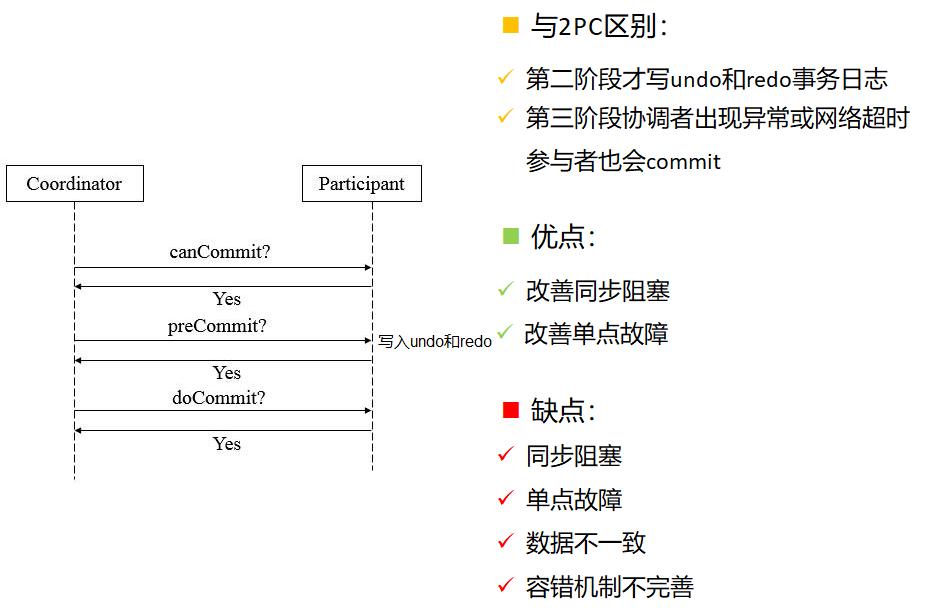 Coordinator
Participant
canCommit?
Yes
preCommit?
写入undo和redo
Yes
doCommit?
Yes
与2PC区别：
第二阶段才写undo和redo事务日志
第三阶段协调者出现异常或网络超时
参与者也会commit
优点：
改善同步阻塞
改善单点故障
缺点：
同步阻塞
单点故障
数据不一致
容错机制不完善